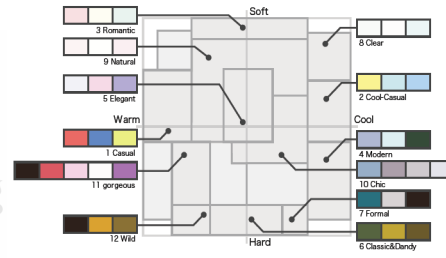 Soft
3 Romantic
8 Clear
9 Natural
5 Elegant
2 Cool-Casual
Warm
Cool
1 Casual
4 Modern
11 gorgeous
10 Chic
7 Formal
12 Wild
Hard
6 Classic&Dandy